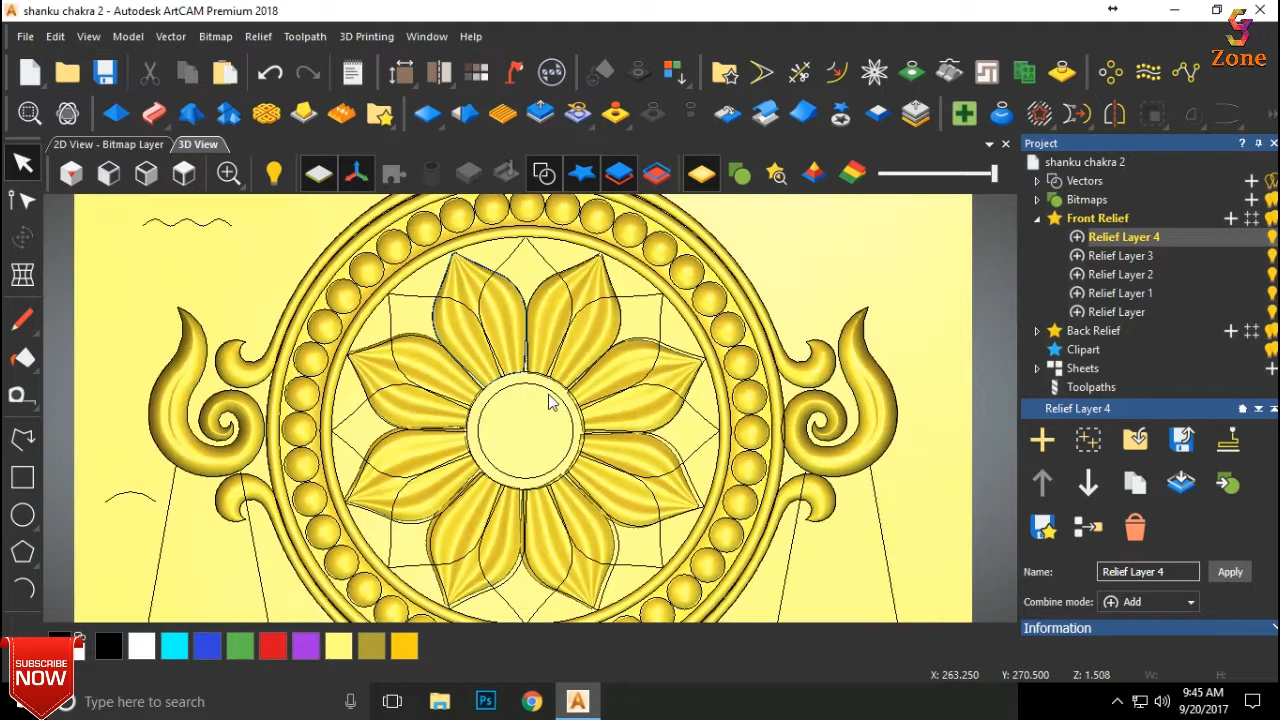 shanku chakra 2 - Autodesk ArtCAM Premium 2018
File Edit View Model Vector Bitmap Relief Toolpath 3D Printing Window Help
Zone
2D View - Bitmap Layer 3D View
Project
shanku chakra 2
Vectors
Bitmaps
Front Relief
Relief Layer 4
Relief Layer 3
Relief Layer 2
Relief Layer 1
Relief Layer
Back Relief
Clipart
Sheets
Toolpaths
Relief Layer 4
Name: Relief Layer 4 Apply
Combine mode: Add
Information
X: 263.250 Y: 270.500 Z: 1.508 W: H:
SUBSCRIBE
NOW
Type here to search
Ps
9:45 AM
9/20/2017